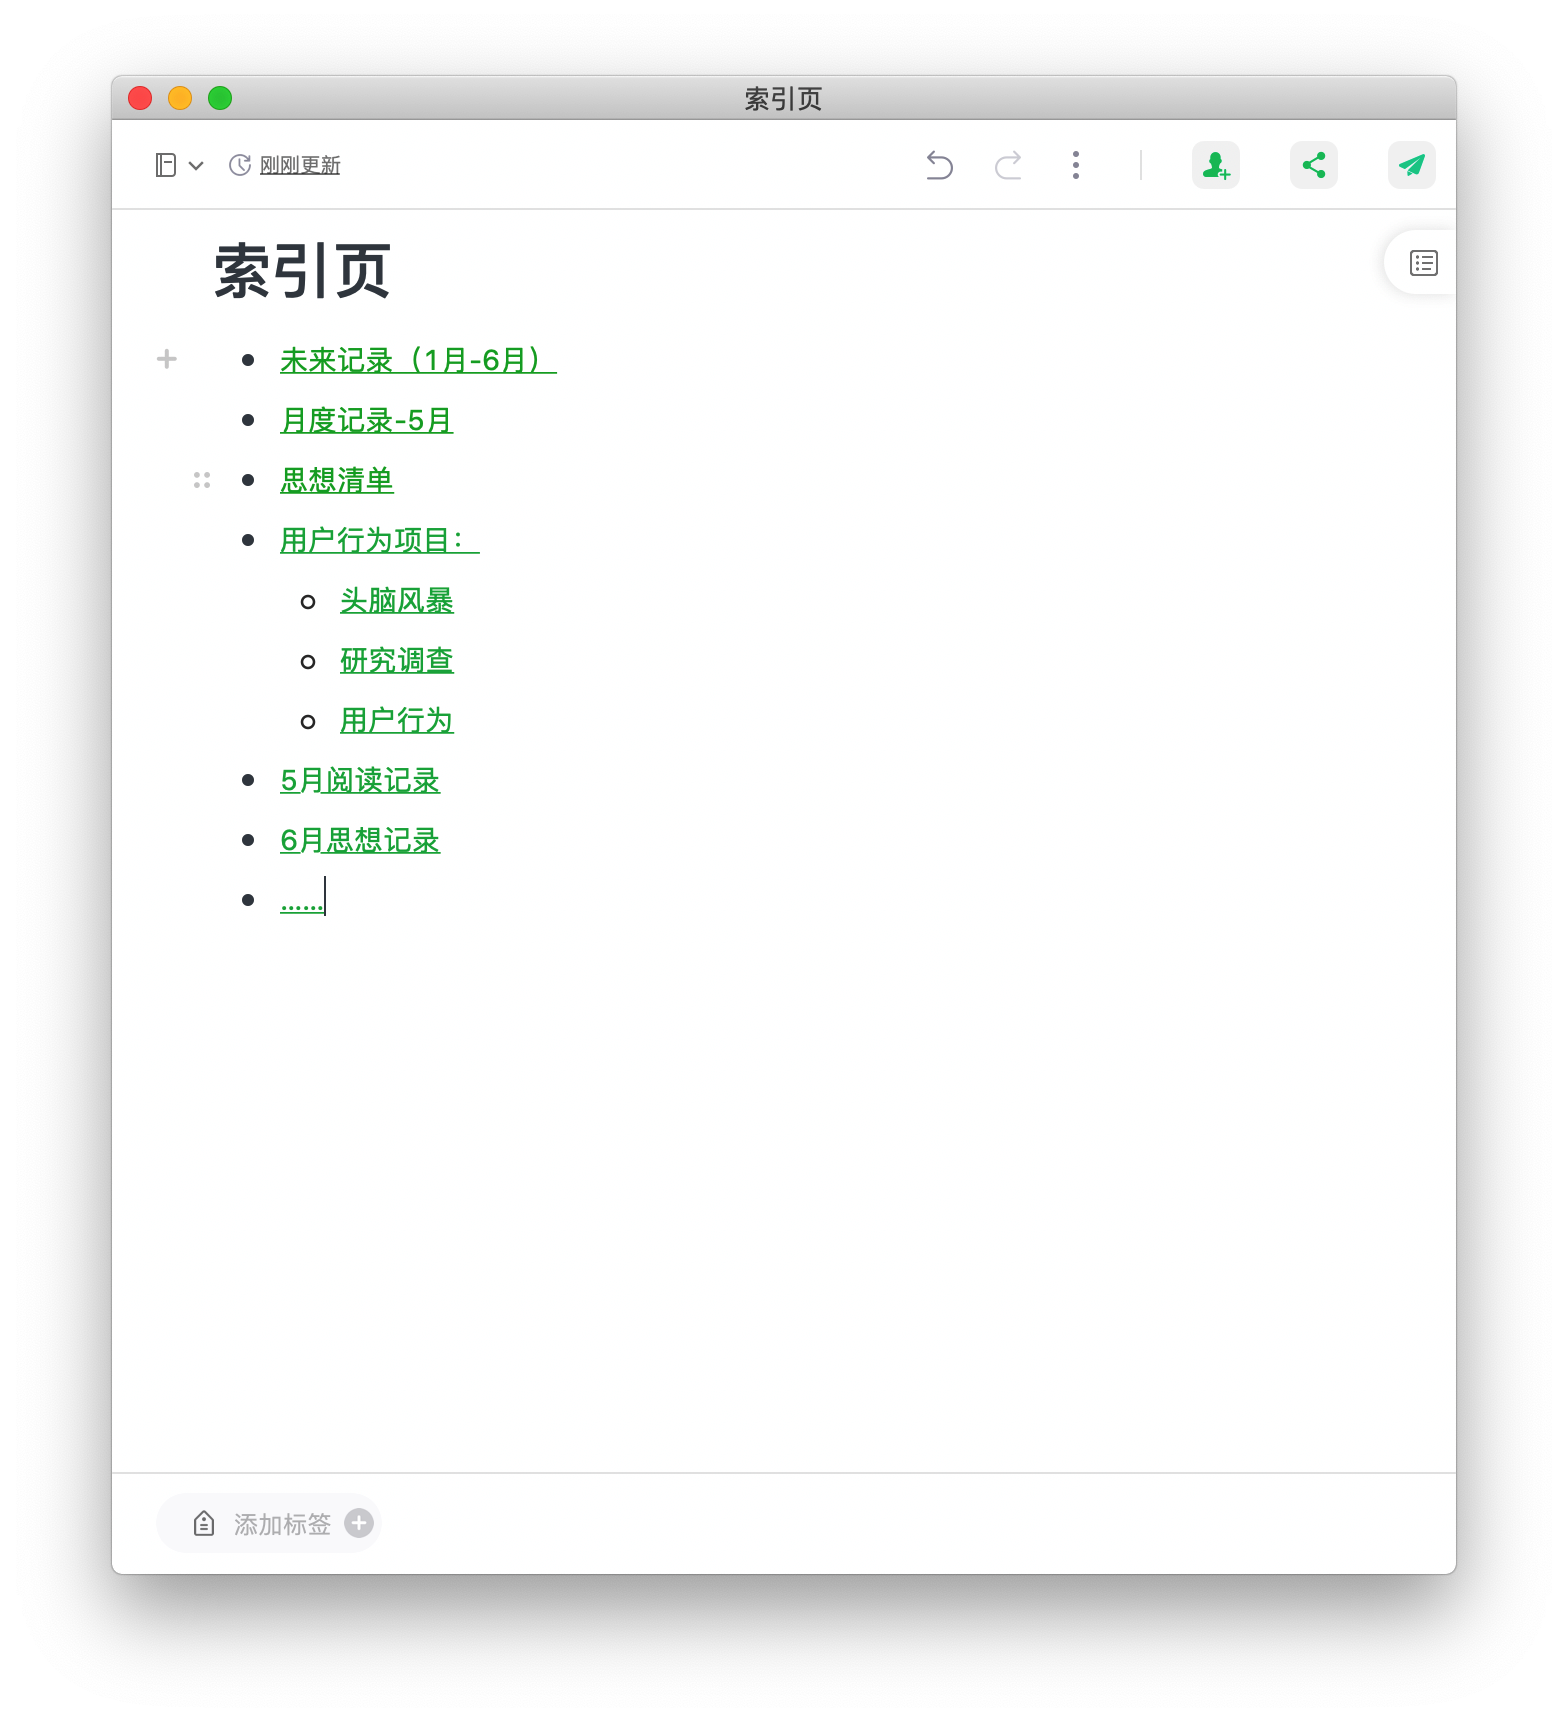 索引页
刚刚更新
索引页
未来记录（1月-6月）
月度记录-5月
思想清单
用户行为项目：
头脑风暴
研究调查
用户行为
5月阅读记录
6月思想记录
……
添加标签